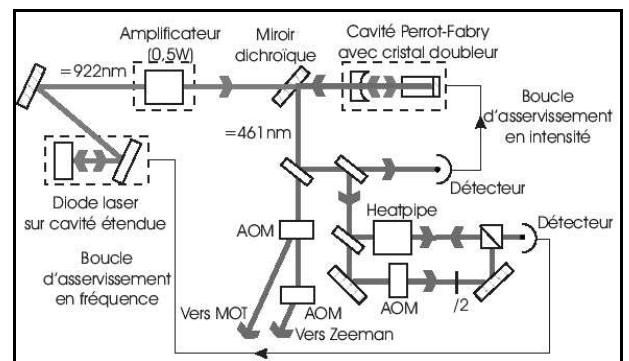 Amplificateur
(0,5W)
Miroir
dichroïque
Cavité Perrot-Fabry
avec cristal doubleur
=922nm
Boucle
d'asservissement
en intensité
=461nm
Détecteur
Diode laser
sur cavité étendue
Heatpipe
Détecteur
AOM
Boucle
d'asservissement
en fréquence
AOM
/2
Vers MOT
AOM
Vers Zeeman